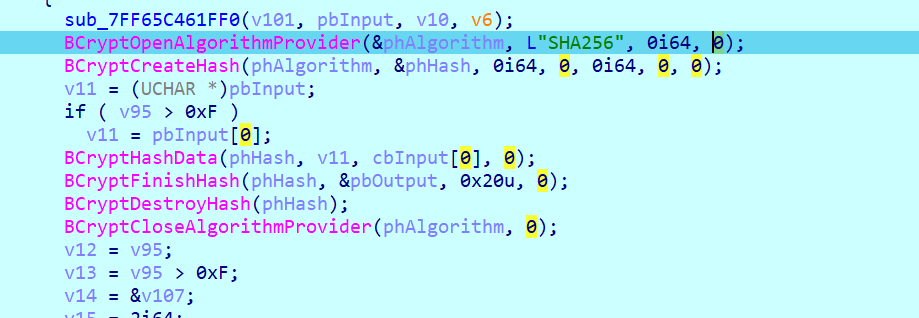 {
sub_7FF65C461FF0(v101, pbInput, v10, v6);
BCryptOpenAlgorithmProvider(&phAlgorithm, L"SHA256", 0i64, 0);
BCryptCreateHash(phAlgorithm, &phHash, 0i64, 0, 0i64, 0, 0);
v11 = (UCHAR *)pbInput;
if ( v95 > 0xF )
v11 = pbInput[0];
BCryptHashData(phHash, v11, cbInput[0], 0);
BCryptFinishHash(phHash, &pbOutput, 0x20u, 0);
BCryptDestroyHash(phHash);
BCryptCloseAlgorithmProvider(phAlgorithm, 0);
v12 = v95;
v13 = v95 > 0xF;
v14 = &v107;
v15 = 2i64;